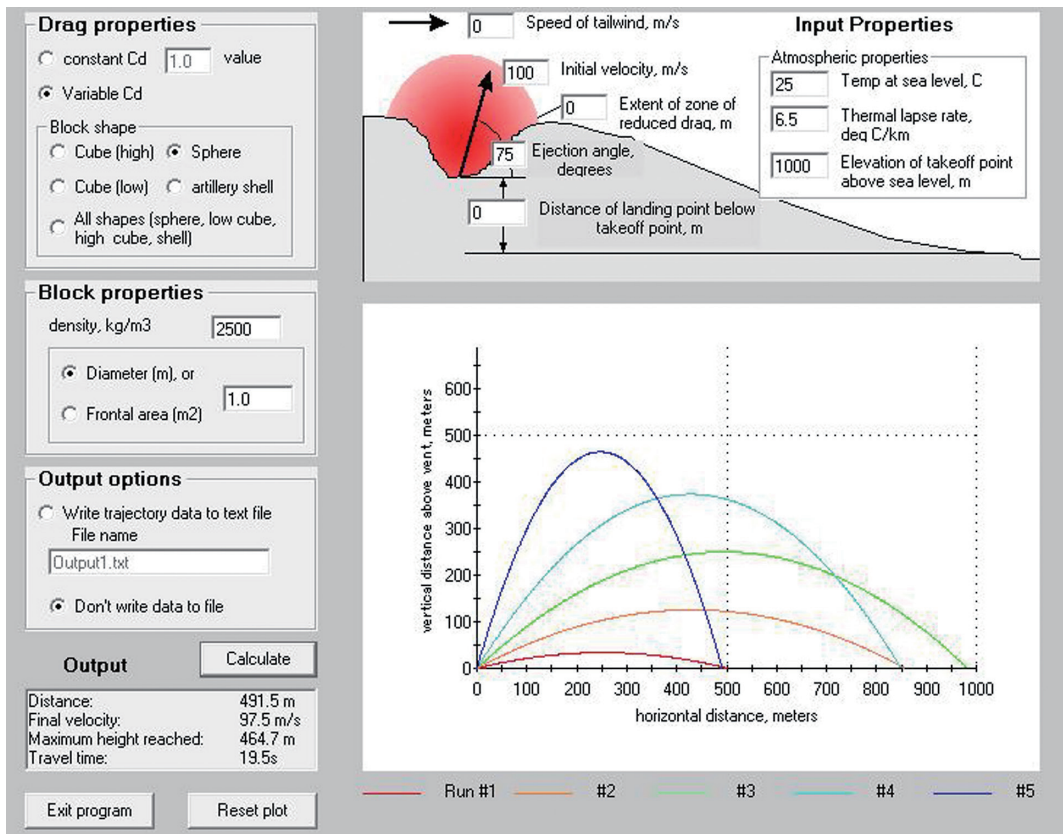 Drag properties
constant Cd 1.0 value
Variable Cd
Block shape
Cube (high) Sphere
Cube (low) artillery shell
All shapes (sphere, low cube,
high cube, shell)
Block properties
density, kg/m3 2500
Diameter (m), or
1.0
Frontal area (m2)
Output options
Write trajectory data to text file
File name
Output1.txt
Don't write data to file
Output Calculate
Distance: 491.5 m
Final velocity: 97.5 m/s
Maximum height reached: 464.7 m
Travel time: 19.5s
Exit program Reset plot
0 Speed of tailwind, m/s
100 Initial velocity, m/s
0 Extent of zone of
reduced drag, m
75 Ejection angle,
degrees
0 Distance of landing point below
takeoff point, m
Input Properties
Atmospheric properties
25 Temp at sea level, C
6.5 Thermal lapse rate,
deg C/km
1000 Elevation of takeoff point
above sea level, m
vertical distance above vent, meters
600
500
400
300
200
100
0
0 100 200 300 400 500 600 700 800 900 1000
horizontal distance, meters
Run #1 #2 #3 #4 #5